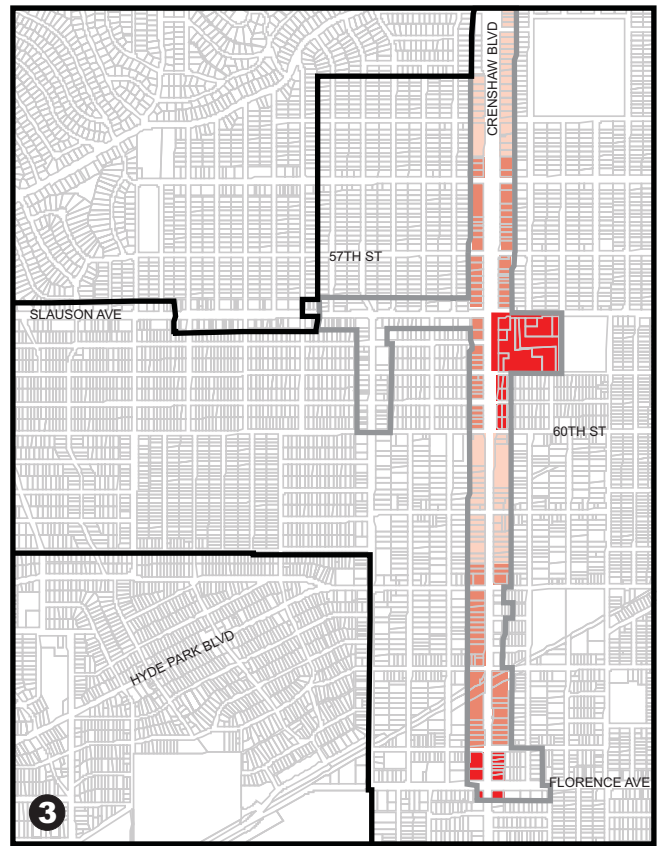 CRENSHAW BLVD
57TH ST
SLAUSON AVE
60TH ST
HYDE PARK BLVD
FLORENCE AVE
3